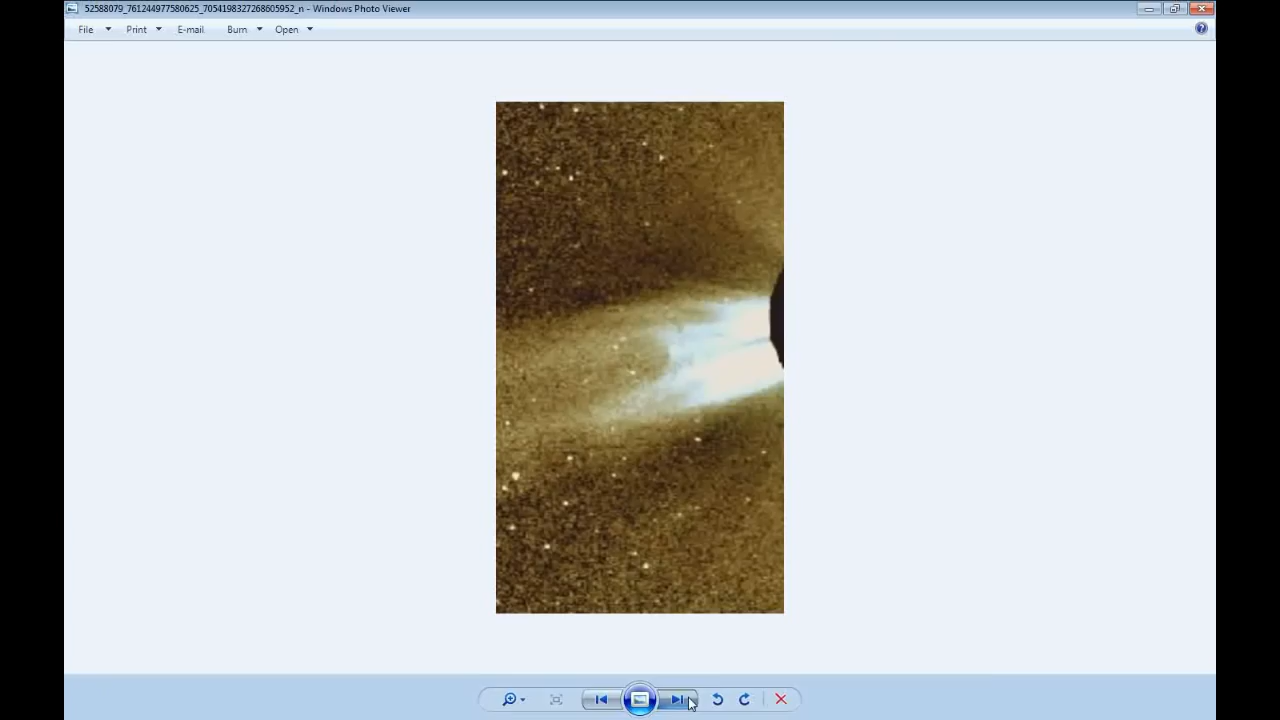 52588079_761244977580625_7054198327268605952_n - Windows Photo Viewer
File Print E-mail Burn Open